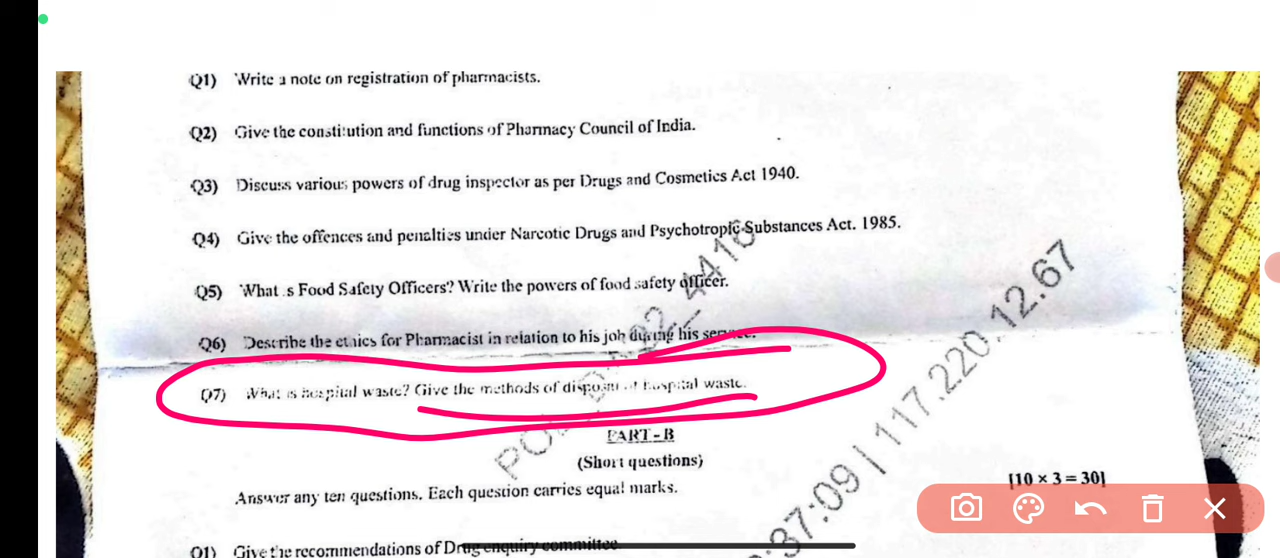 Q1) Write a note on registration of pharmacists.
Q2) Give the constitution and functions of Pharmacy Council of India.
Q3) Discuss various powers of drug inspector as per Drugs and Cosmetics Act 1940.
Q4) Give the offences and penalties under Narcotic Drugs and Psychotropic Substances Act. 1985.
Q5) What is Food Safety Officers? Write the powers of food safety officer.
Q6) Describe the ethics for Pharmacist in relation to his job during his service.
Q7) What is hospital waste? Give the methods of disposal of hospital waste.
PART-B
(Short questions)
[10 × 3 = 30]
Answer any ten questions. Each question carries equal marks.
Q1) Give the recommendations of Drug enquiry committee
:37:09 | 117.220.12.67